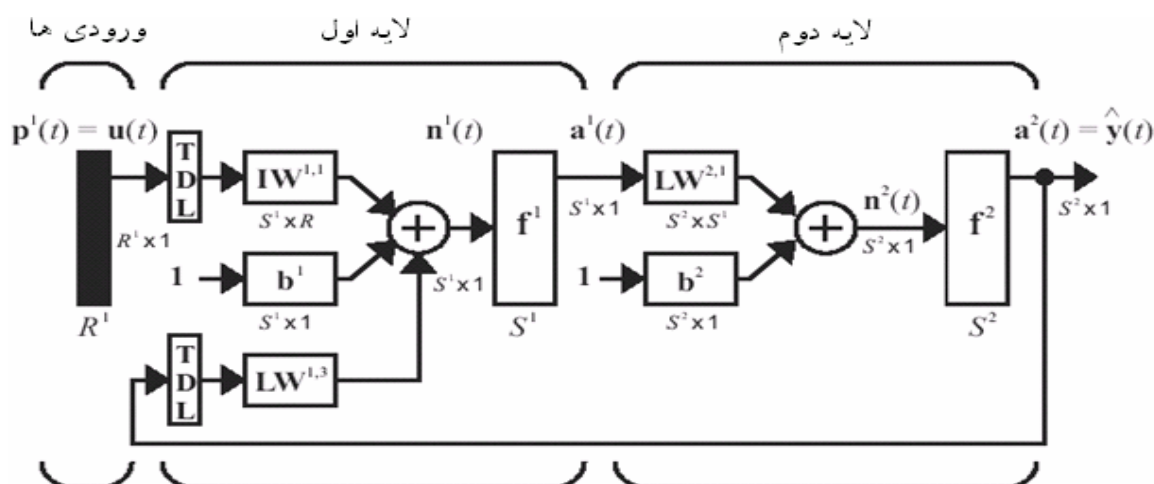 ورودی ها
لایه اول
لایه دوم
p¹(t) = u(t)
n¹(t)
a¹(t)
a²(t) = ŷ(t)
TDL
IW¹,¹
f¹
LW²,¹
n²(t)
f²
R¹ x 1
S¹ x R
S¹ x 1
S² x S¹
S² x 1
S² x 1
1
b¹
S¹ x 1
1
b²
R¹
S¹ x 1
S¹
S² x 1
S²
TDL
LW¹,³